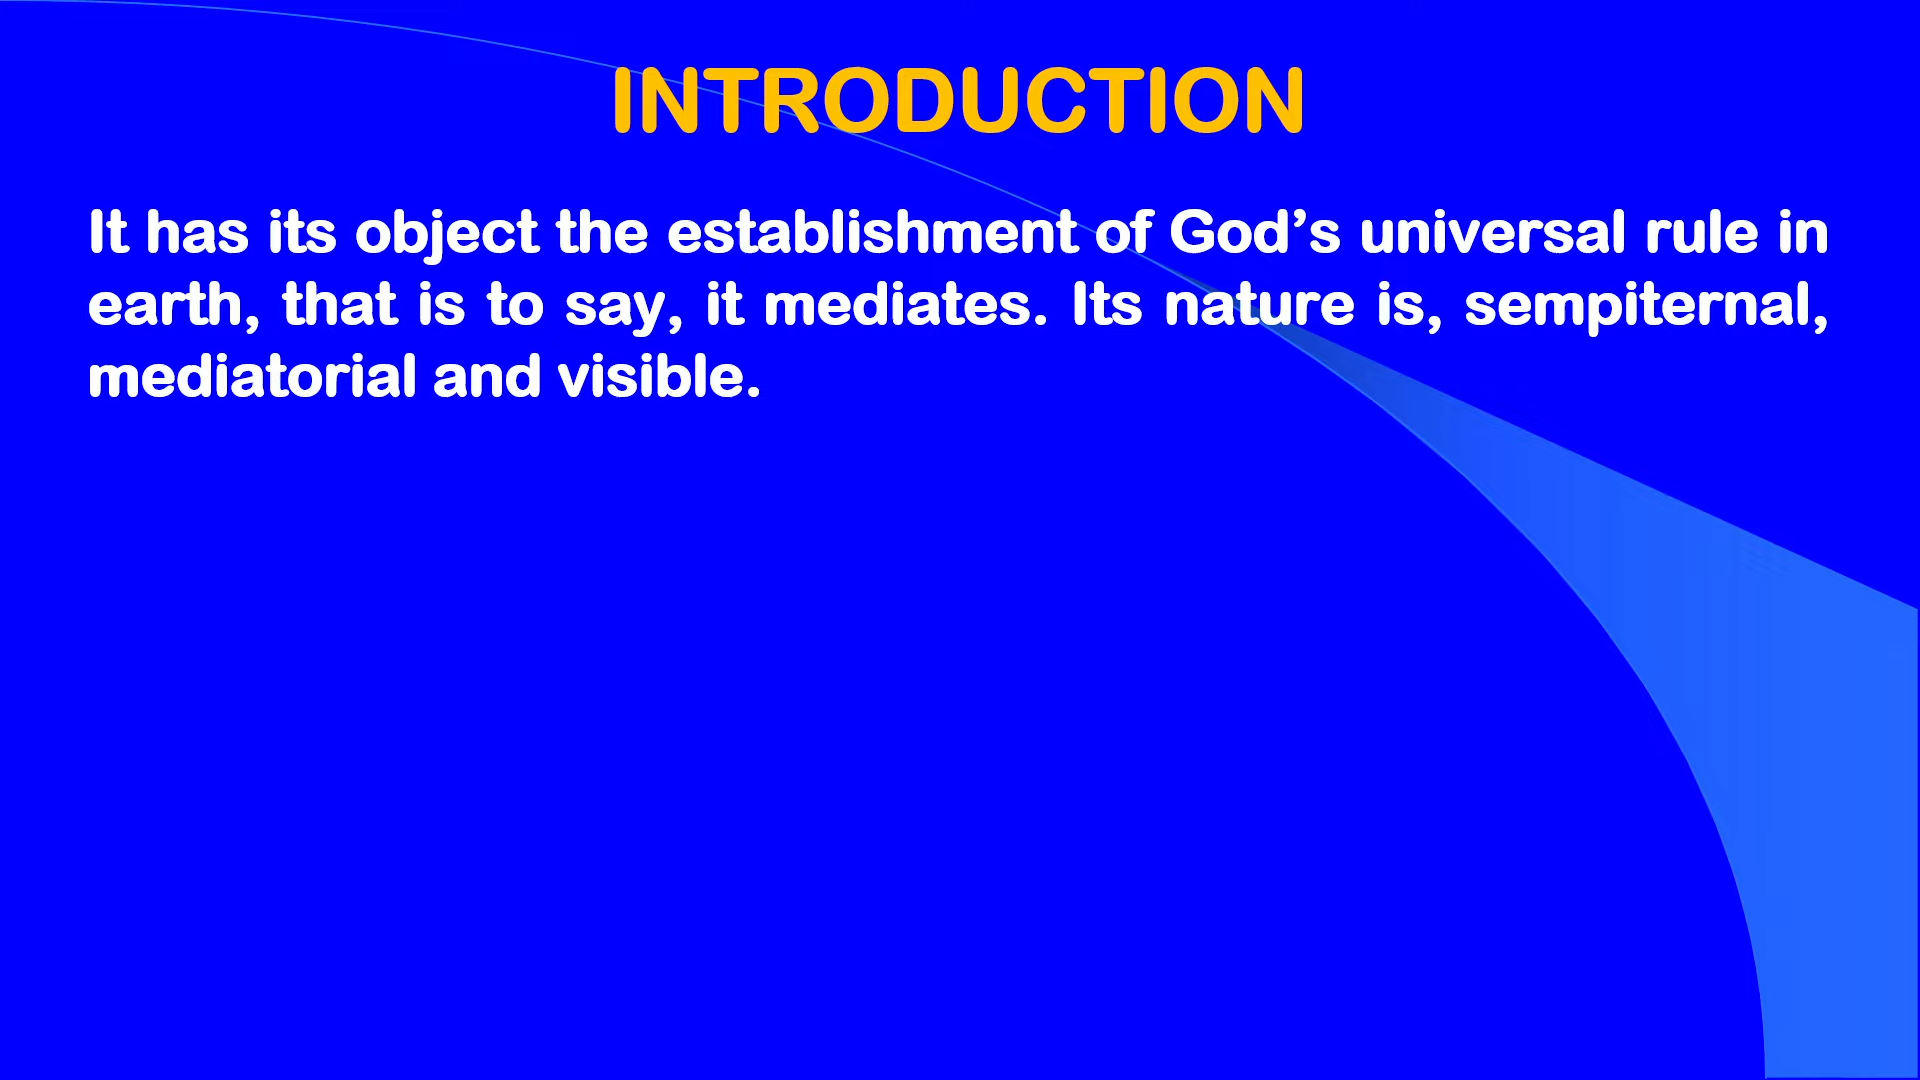 INTRODUCTION
It has its object the establishment of God’s universal rule in
earth, that is to say, it mediates. Its nature is, sempiternal,
mediatorial and visible.